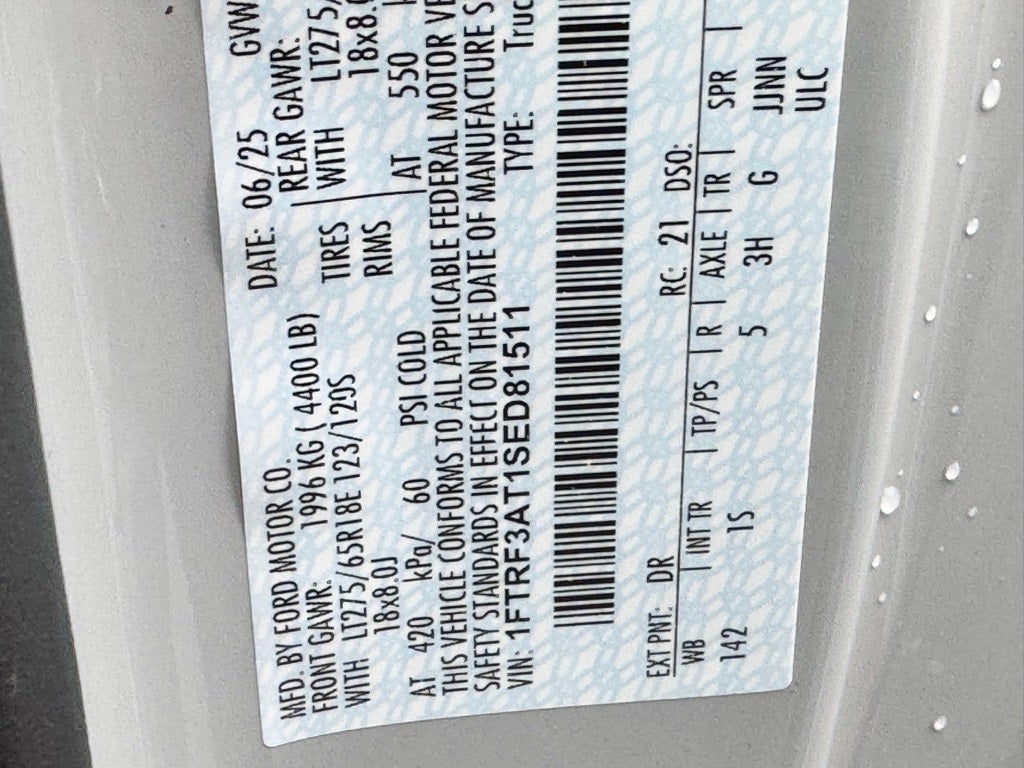 MFD. BY FORD MOTOR CO.
DATE: 06/25 GVW
FRONT GAWR: 1996 KG ( 4400 LB) REAR GAWR:
WITH LT275/65R18E 123/120S TIRES WITH LT275/
18x8.0J RIMS 18x8.0
AT 420 kPa/ 60 PSI COLD AT 550
THIS VEHICLE CONFORMS TO ALL APPLICABLE FEDERAL MOTOR VE
SAFETY STANDARDS IN EFFECT ON THE DATE OF MANUFACTURE S
VIN: 1FTRF3AT1SED81511 TYPE: Truc
EXT PNT: DR RC: 21 DSO:
WB | INT TR | TP/PS | R | AXLE | TR | SPR |
142 1S 5 3H G JJNN
ULC